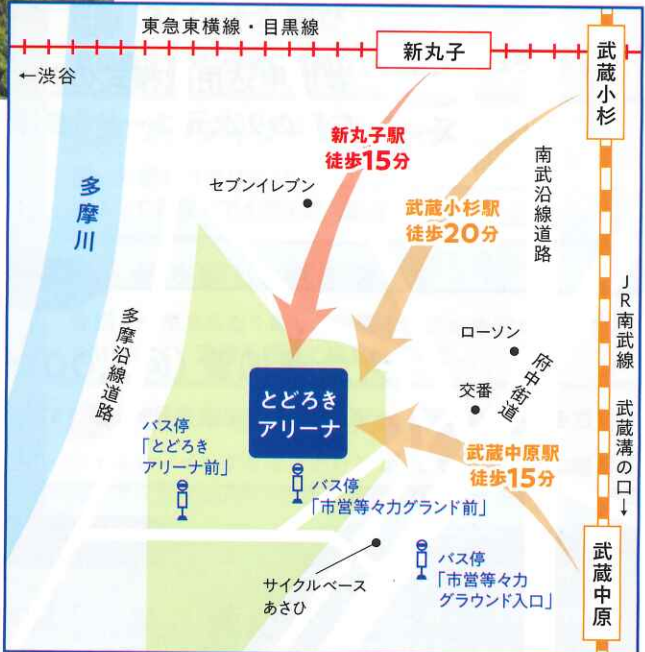 東急東横線・目黒線
新丸子
武蔵小杉
←渋谷
新丸子駅
徒歩15分
セブンイレブン
多摩川
武蔵小杉駅
徒歩20分
南武沿線道路
JR南武線 武蔵溝の口→
多摩沿線道路
ローソン
府中街道
交番
とどろき
アリーナ
バス停
「とどろき
アリーナ前」
武蔵中原駅
徒歩15分
バス停
「市営等々力グランド前」
サイクルベース
あさひ
バス停
「市営等々力
グラウンド入口」
武蔵中原